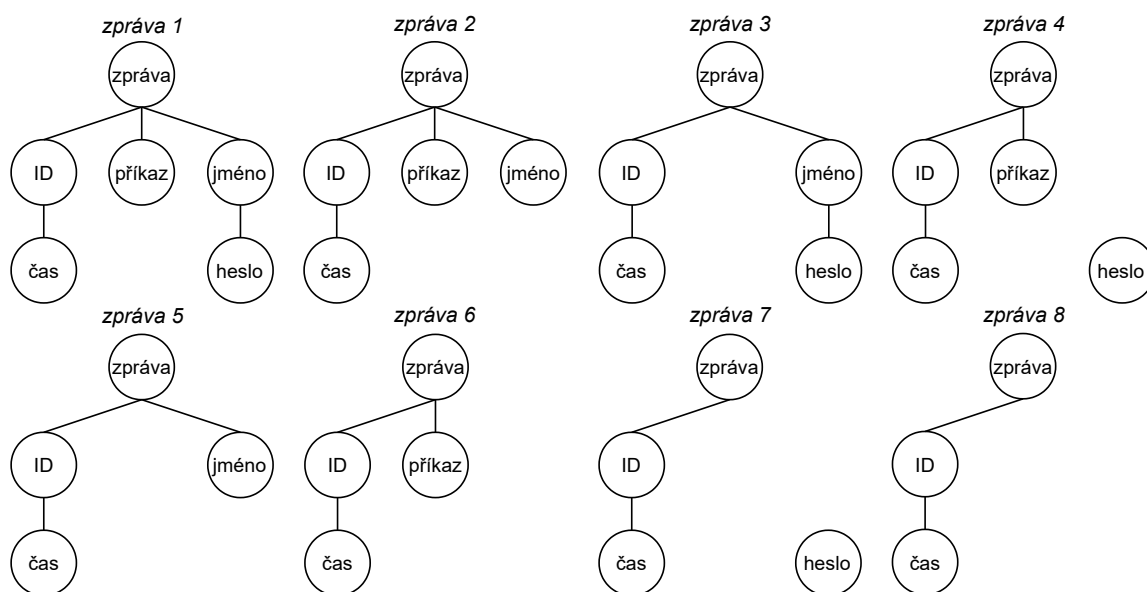 zpráva 1 zpráva 2 zpráva 3 zpráva 4
zpráva zpráva zpráva zpráva
ID příkaz jméno ID příkaz jméno ID jméno ID příkaz
čas heslo čas čas heslo čas heslo
zpráva 5 zpráva 6 zpráva 7 zpráva 8
zpráva zpráva zpráva zpráva
ID jméno ID příkaz ID ID
čas čas čas heslo čas